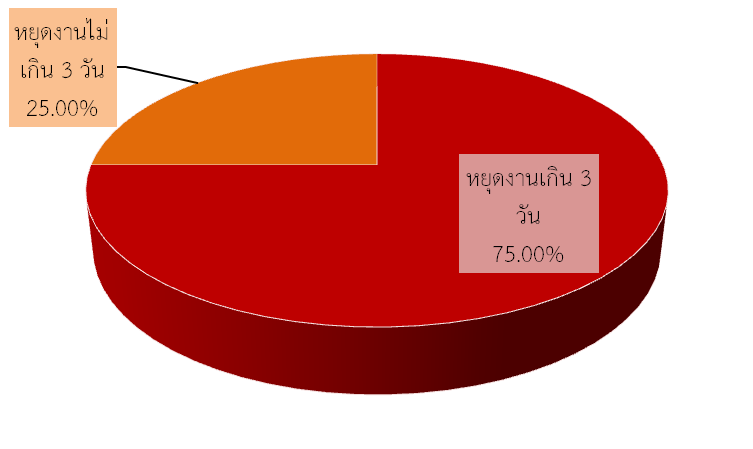 หยุดงานไม่
เกิน 3 วัน
25.00%
หยุดงานเกิน 3
วัน
75.00%